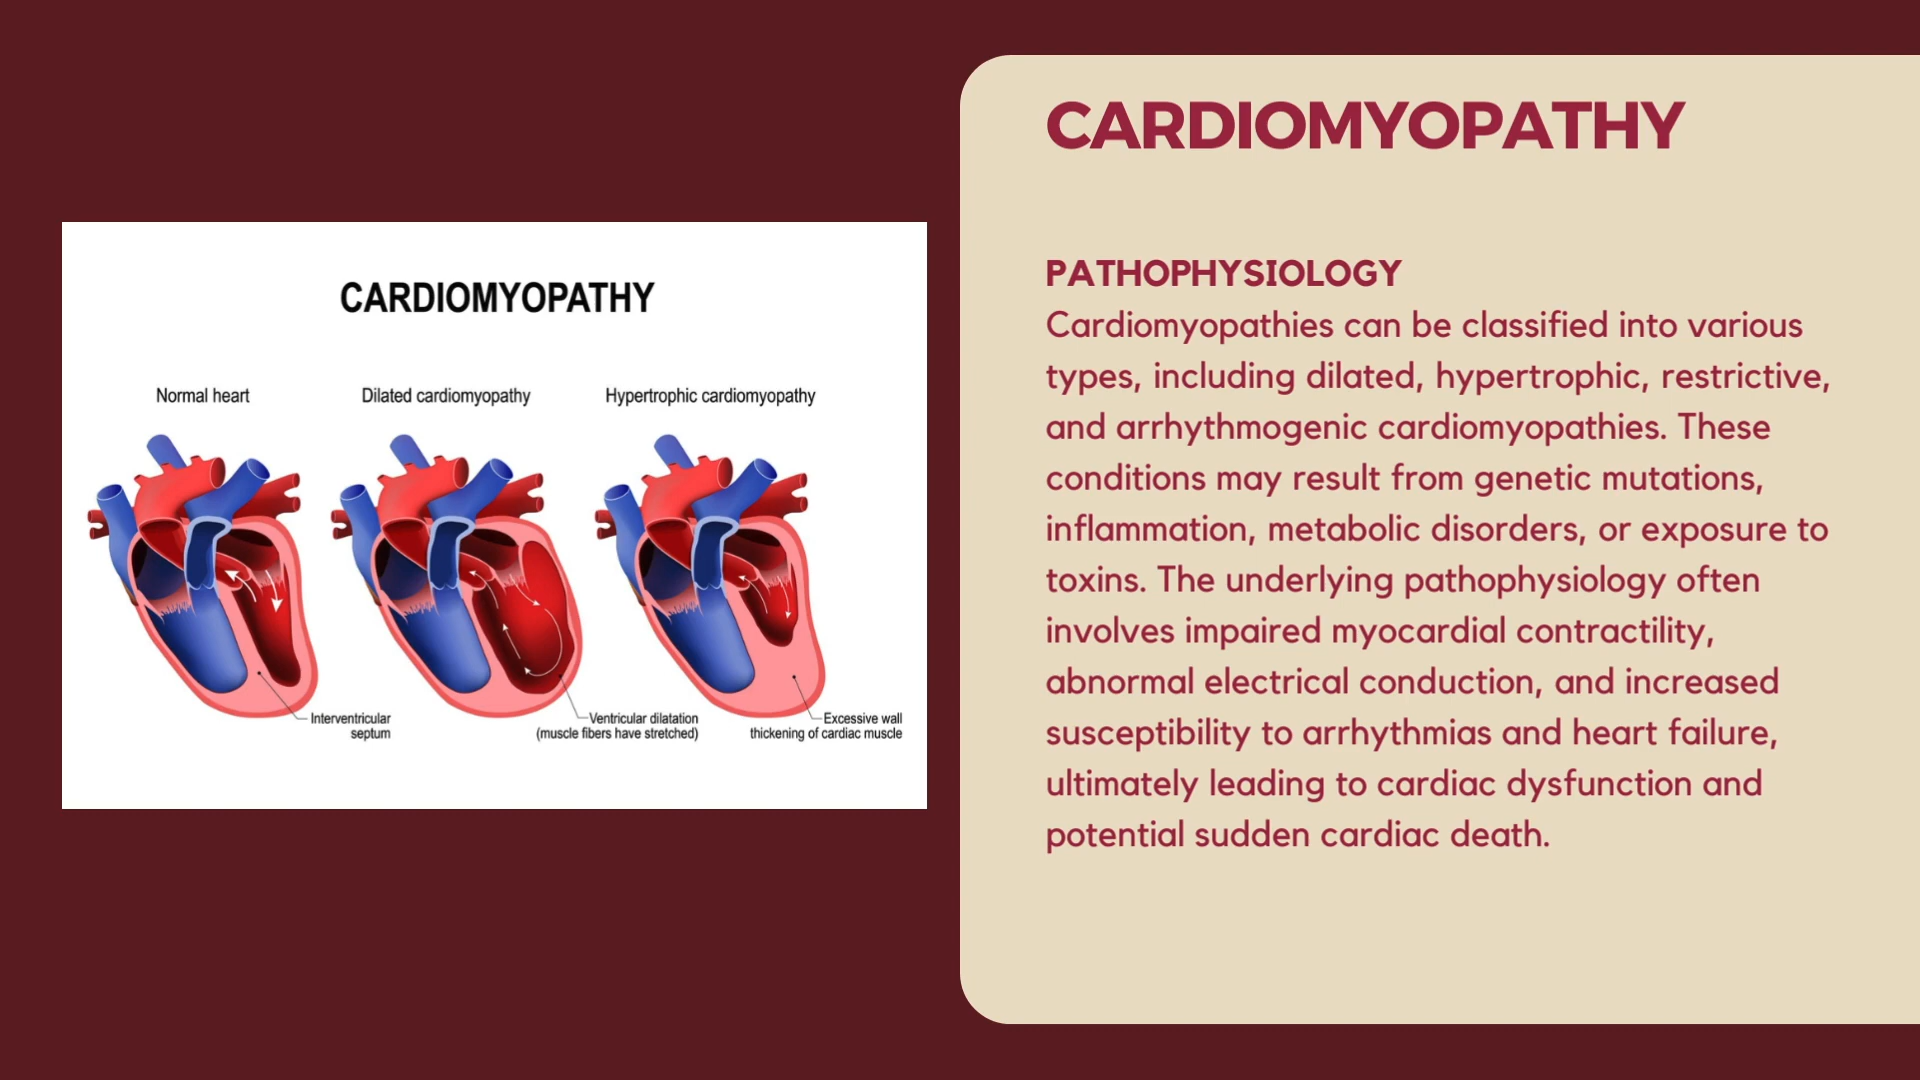 CARDIOMYOPATHY
Normal heart
Dilated cardiomyopathy
Hypertrophic cardiomyopathy
Interventricular
septum
Ventricular dilatation
(muscle fibers have stretched)
Excessive wall
thickening of cardiac muscle
CARDIOMYOPATHY
PATHOPHYSIOLOGY
Cardiomyopathies can be classified into various
types, including dilated, hypertrophic, restrictive,
and arrhythmogenic cardiomyopathies. These
conditions may result from genetic mutations,
inflammation, metabolic disorders, or exposure to
toxins. The underlying pathophysiology often
involves impaired myocardial contractility,
abnormal electrical conduction, and increased
susceptibility to arrhythmias and heart failure,
ultimately leading to cardiac dysfunction and
potential sudden cardiac death.